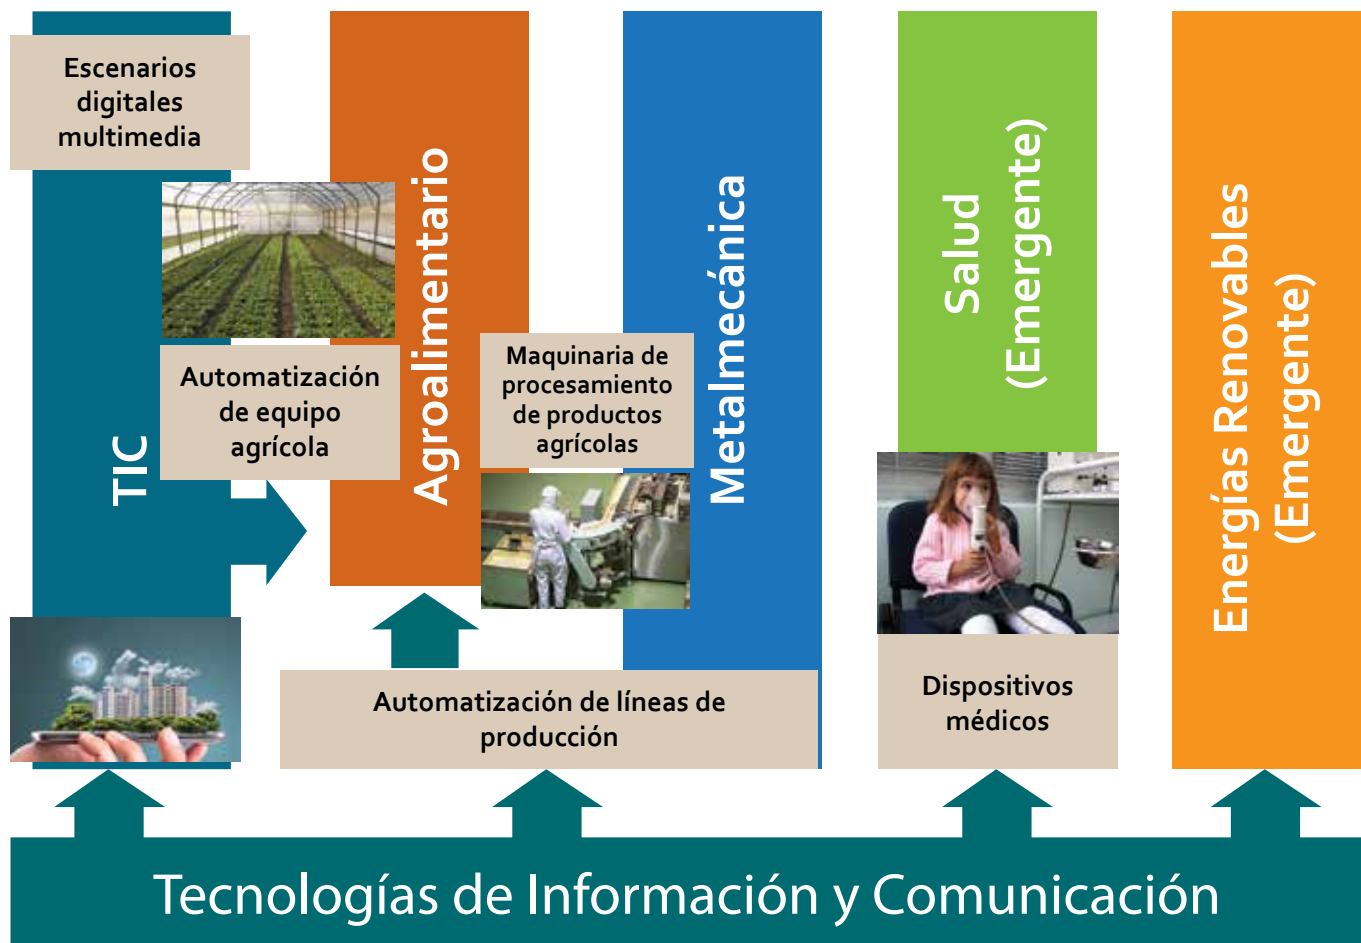 Escenarios
digitales
multimedia
TIC
Automatización
de equipo
agrícola
Agroalimentario
Maquinaria de
procesamiento
de productos
agrícolas
Metalmecánica
Automatización de líneas de
producción
Salud
(Emergente)
Dispositivos
médicos
Energías Renovables
(Emergente)
Tecnologías de Información y Comunicación